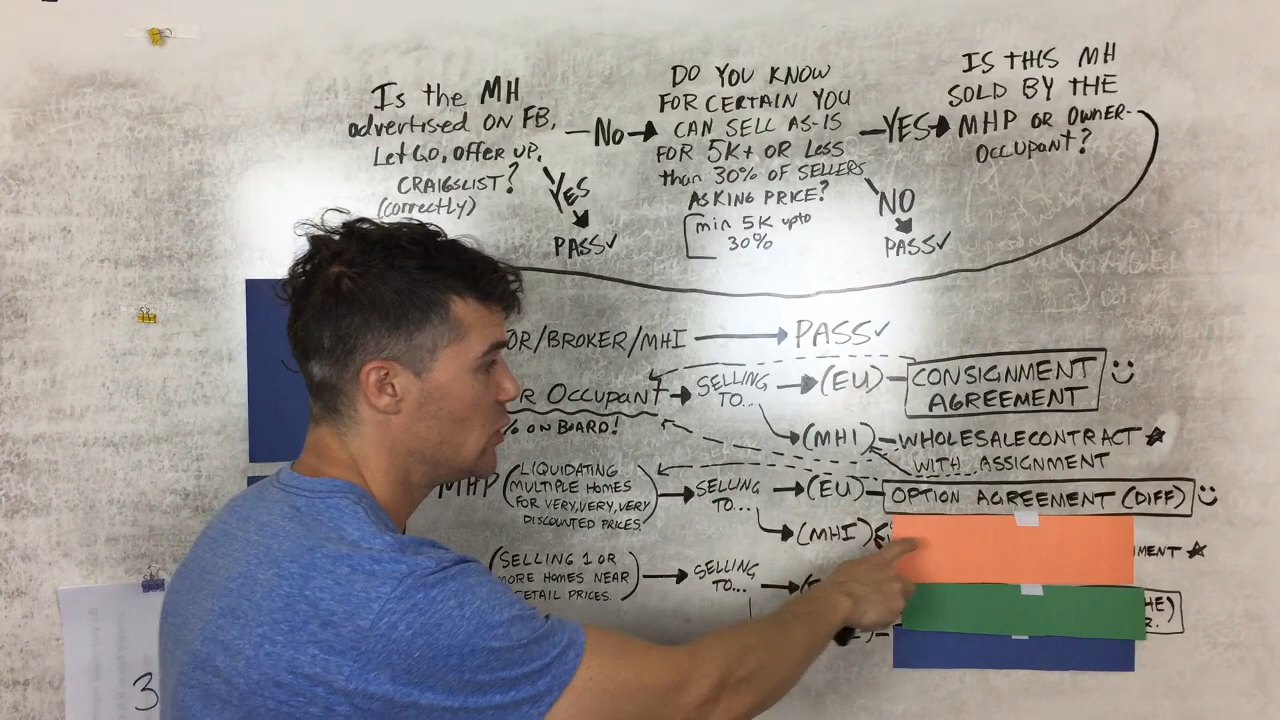 Is the MH
advertised ON FB,
Let Go, offer up,
CRAIGSLIST?
(correctly)
No
YES
PASS✓
DO YOU KNOW
FOR CERTAIN YOU
CAN SELL AS-IS
FOR 5K+ OR Less
than 30% OF SELLERS
ASKING PRICE?
min 5K upto
30%
YES
NO
PASS✓
IS THIS MH
SOLD BY THE
MHP OR OWNER-
OCCUPANT?
OR/BROKER/MHI
PASS✓
R OccupanT
% ON BOARD!
SELLING
TO...
(EU)
CONSIGNMENT
AGREEMENT
(MHI)
WHOLESALE CONTRACT
WITH ASSIGNMENT
MHP
(LIQUIDATING
MULTIPLE HOMES
FOR VERY, VERY, VERY
DISCOUNTED PRICES.)
SELLING
TO...
(EU)
OPTION AGREEMENT (DIFF)
(MHI)
MENT
(SELLING 1 OR
MORE HOMES NEAR
RETAIL PRICES.)
SELLING
TO...
HE)
3